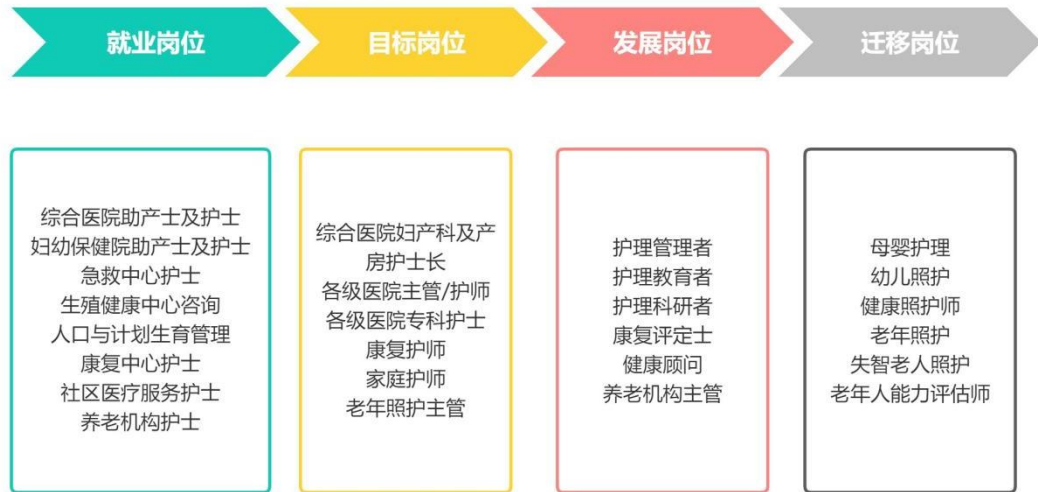 就业岗位
目标岗位
发展岗位
迁移岗位
综合医院助产士及护士
妇幼保健院助产士及护士
急救中心护士
生殖健康中心咨询
人口与计划生育管理
康复中心护士
社区医疗服务护士
养老机构护士
综合医院妇产科及产
房护士长
各级医院主管/护师
各级医院专科护士
康复护师
家庭护师
老年照护主管
护理管理者
护理教育者
护理科研者
康复评定士
健康顾问
养老机构主管
母婴护理
幼儿照护
健康照护师
老年照护
失智老人照护
老年人能力评估师